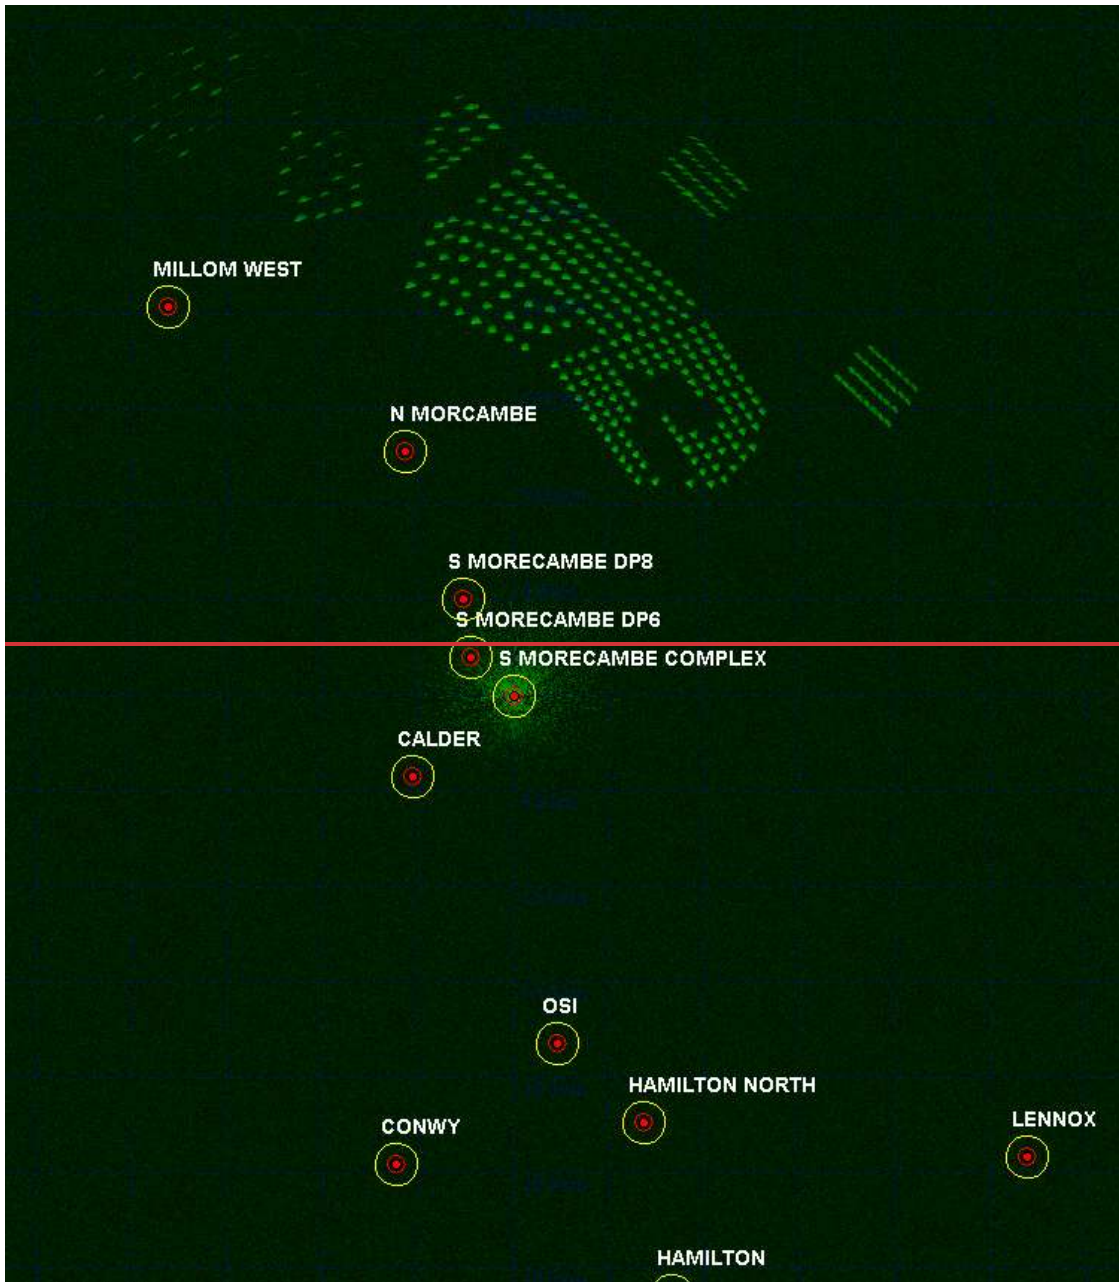 MILLOM WEST
N MORCAMBE
S MORECAMBE DP8
S MORECAMBE DP6
S MORECAMBE COMPLEX
CALDER
OSI
HAMILTON NORTH
LENNOX
CONWY
HAMILTON